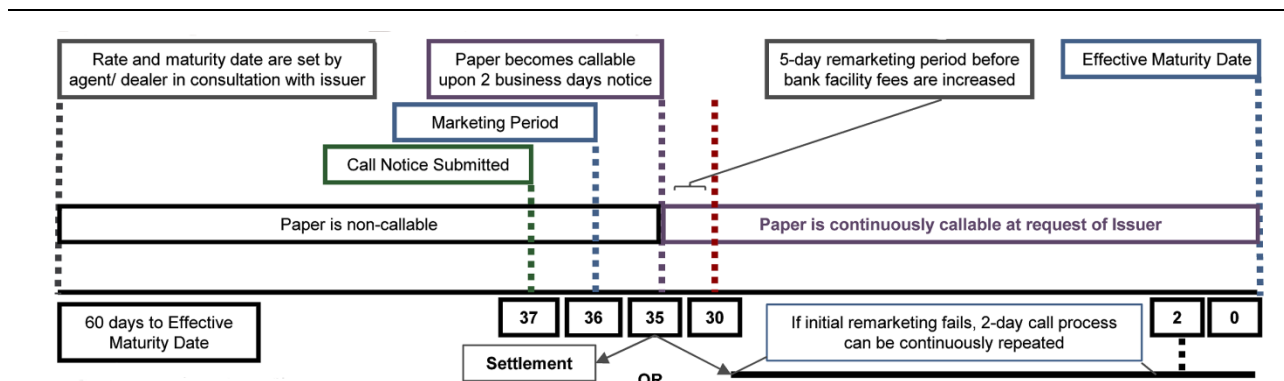 Rate and maturity date are set by
agent/ dealer in consultation with issuer
Paper becomes callable
upon 2 business days notice
5-day remarketing period before
bank facility fees are increased
Effective Maturity Date
Marketing Period
Call Notice Submitted
Paper is non-callable
Paper is continuously callable at request of Issuer
60 days to Effective
Maturity Date
37
36
35
30
If initial remarketing fails, 2-day call process
can be continuously repeated
2
0
Settlement
OR